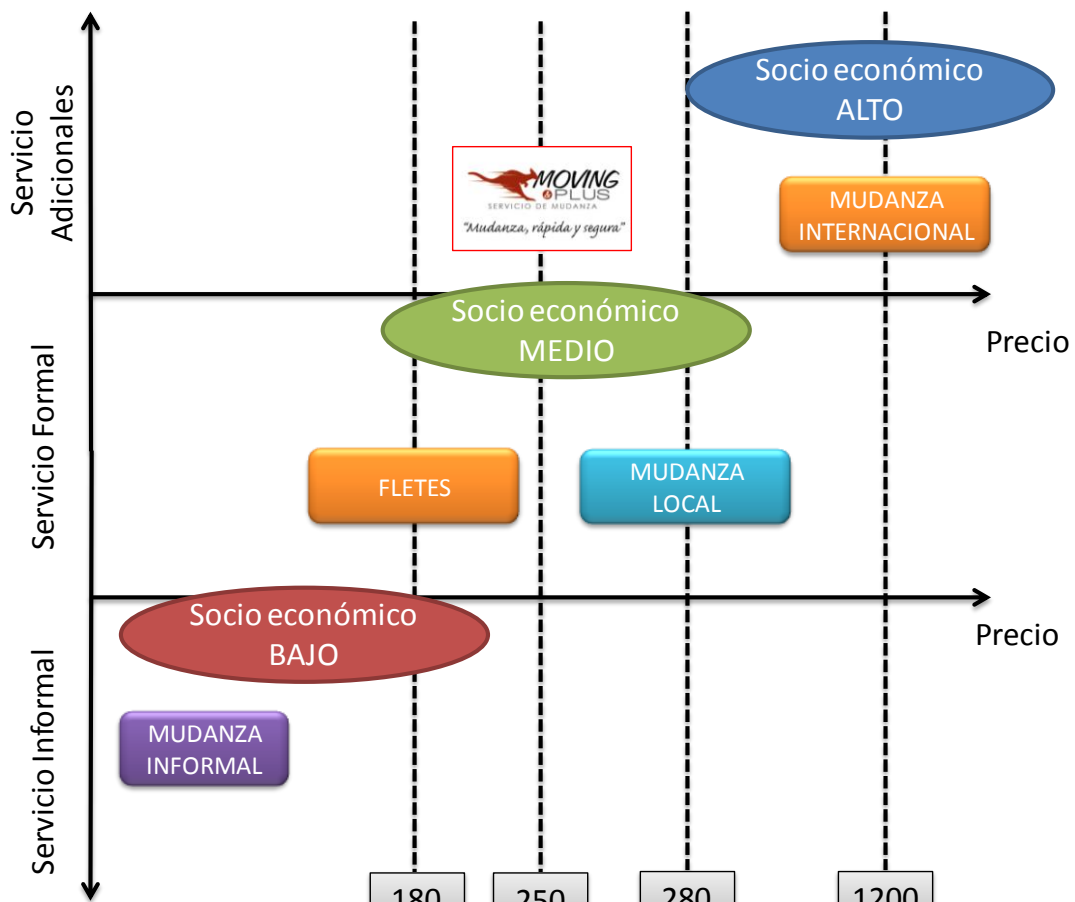 Servicio
Adicionales
Socio económico
ALTO
MOVING
PLUS
SERVICIO DE MUDANZA
"Mudanza, rápida y segura"
MUDANZA
INTERNACIONAL
Socio económico
MEDIO
Precio
Servicio Formal
FLETES
MUDANZA
LOCAL
Socio económico
BAJO
Precio
Servicio Informal
MUDANZA
INFORMAL
180
250
280
1200